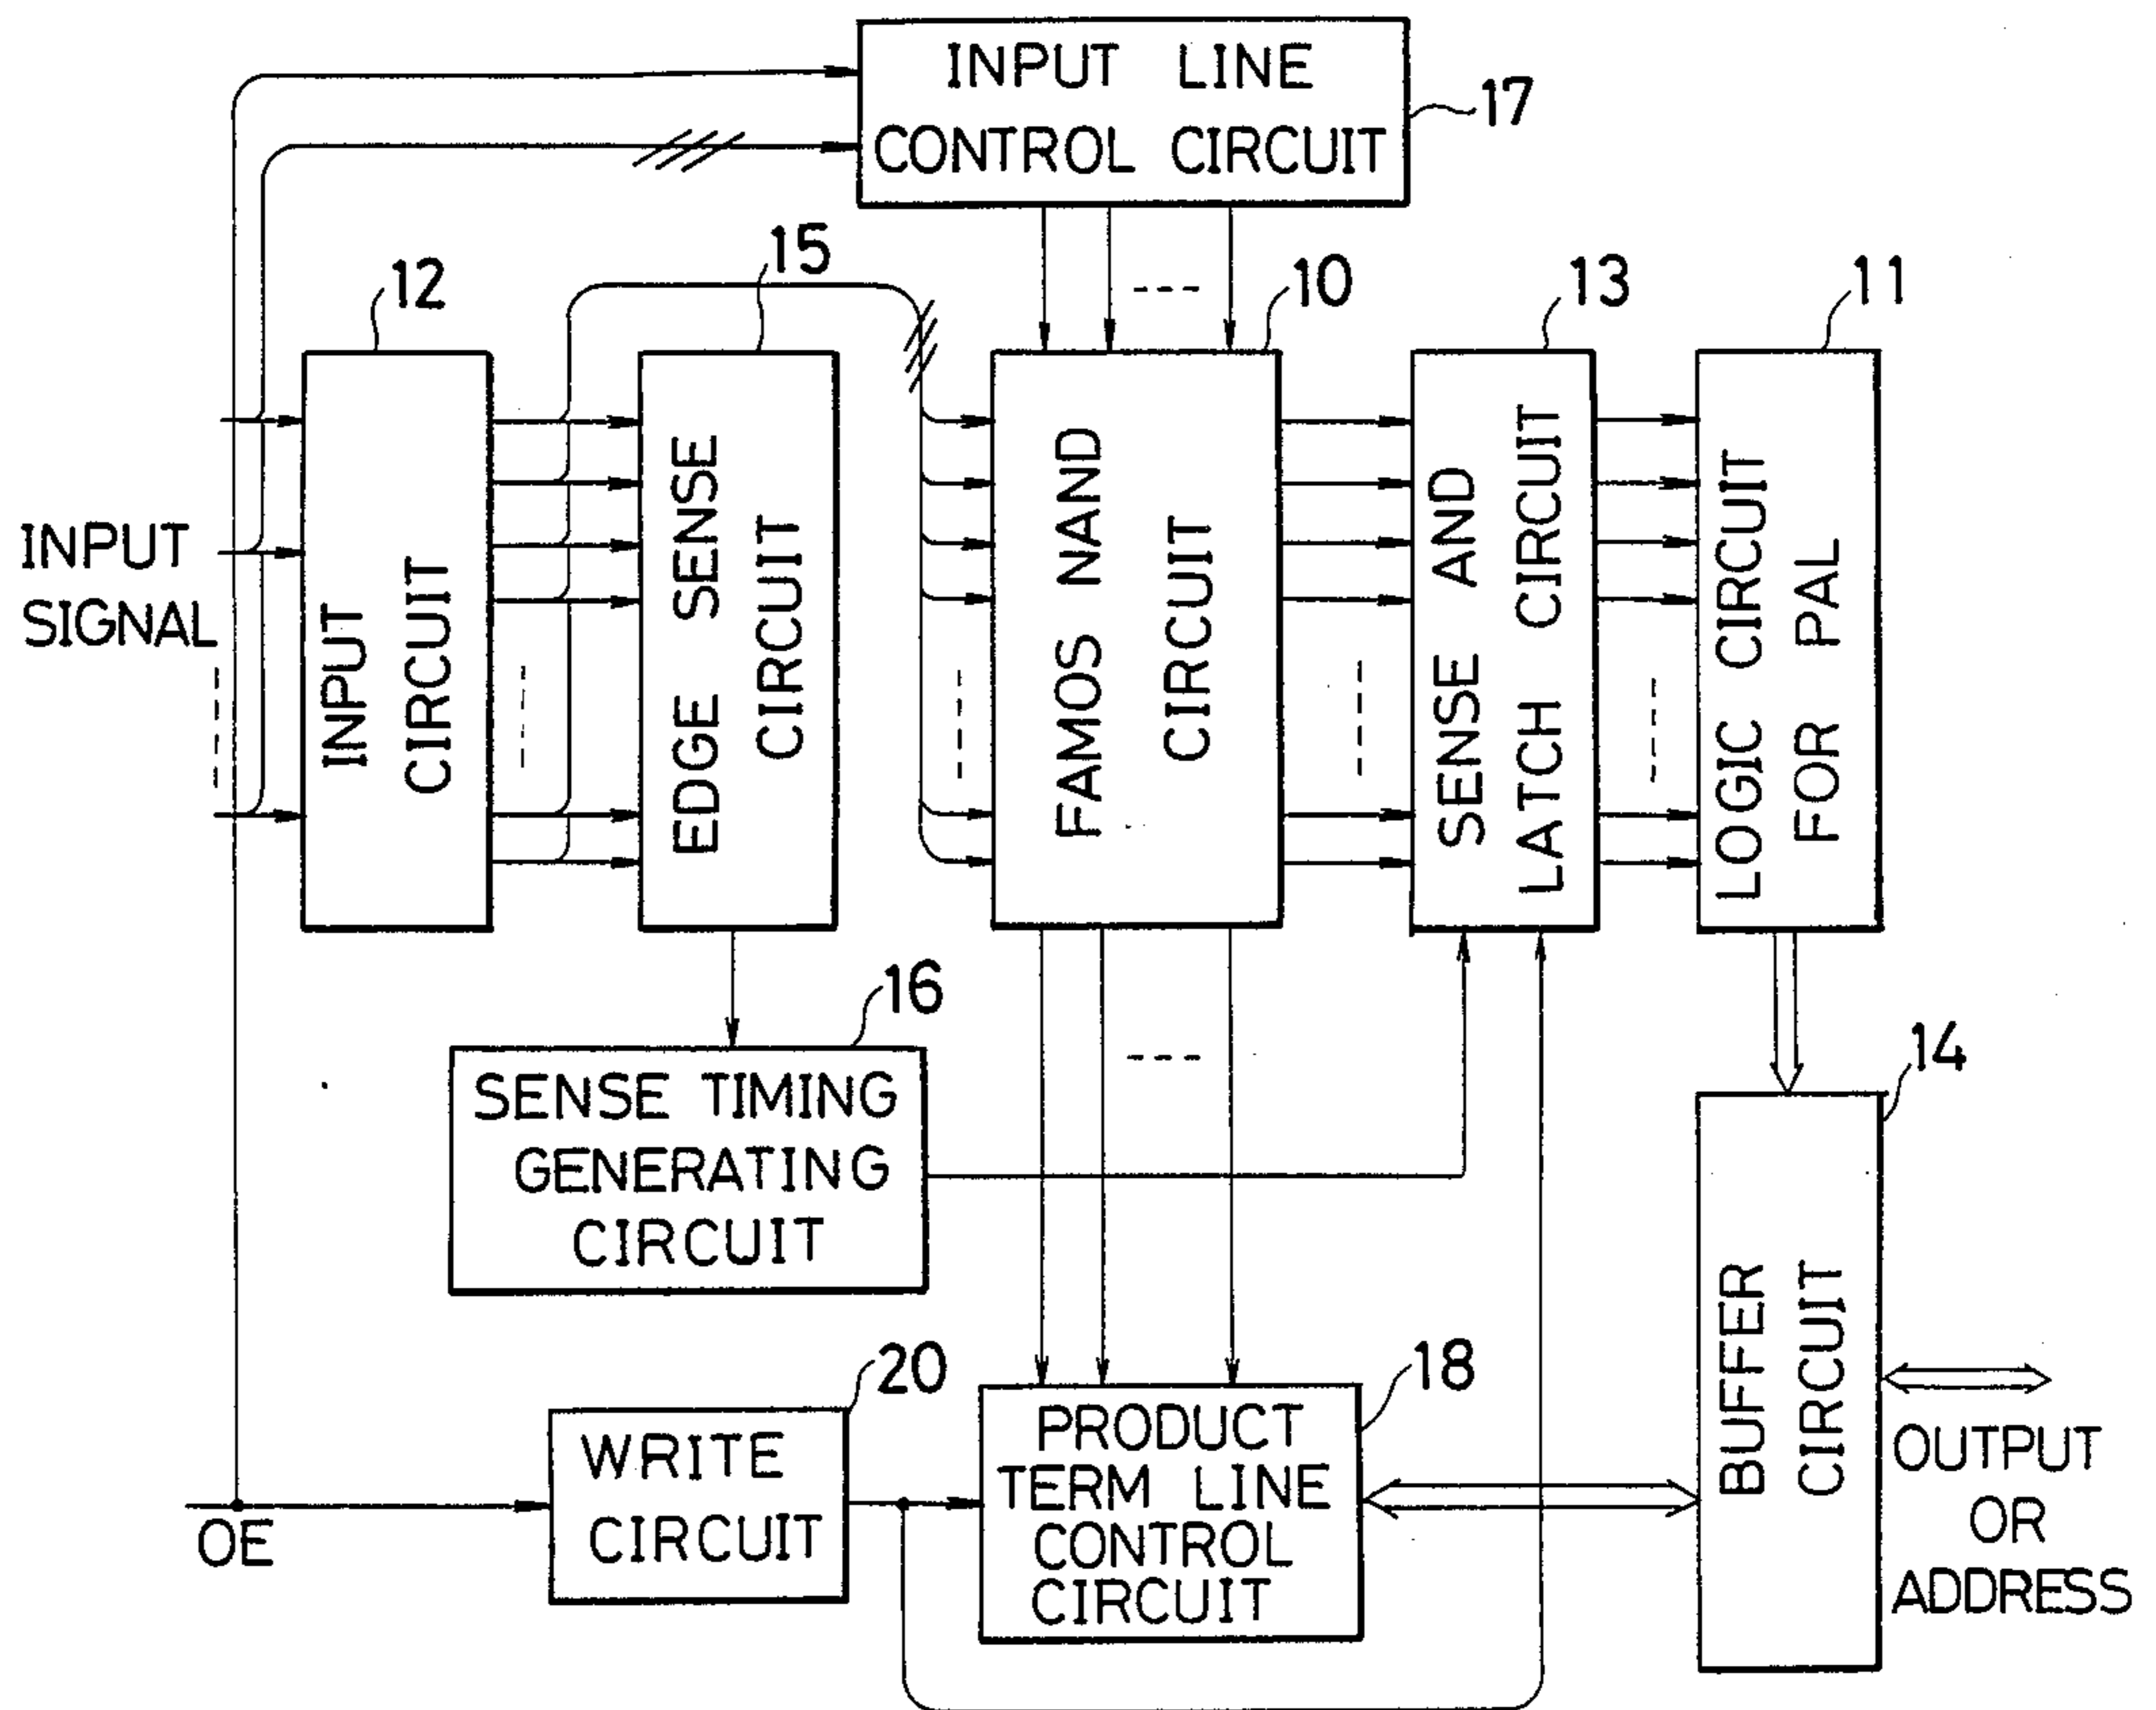 INPUT LINE
CONTROL CIRCUIT
17
12
15
10
13
11
INPUT
SIGNAL
INPUT
CIRCUIT
EDGE SENSE
CIRCUIT
FAMOS NAND
CIRCUIT
SENSE AND
LATCH CIRCUIT
LOGIC CIRCUIT
FOR PAL
16
SENSE TIMING
GENERATING
CIRCUIT
14
BUFFER
CIRCUIT
OUTPUT
OR
ADDRESS
20
WRITE
CIRCUIT
18
PRODUCT
TERM LINE
CONTROL
CIRCUIT
OE